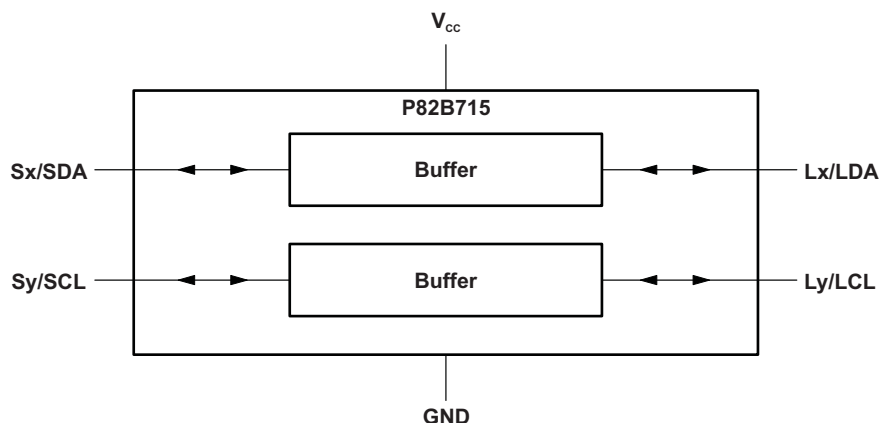 Vcc
P82B715
Sx/SDA
Buffer
Lx/LDA
Sy/SCL
Buffer
Ly/LCL
GND